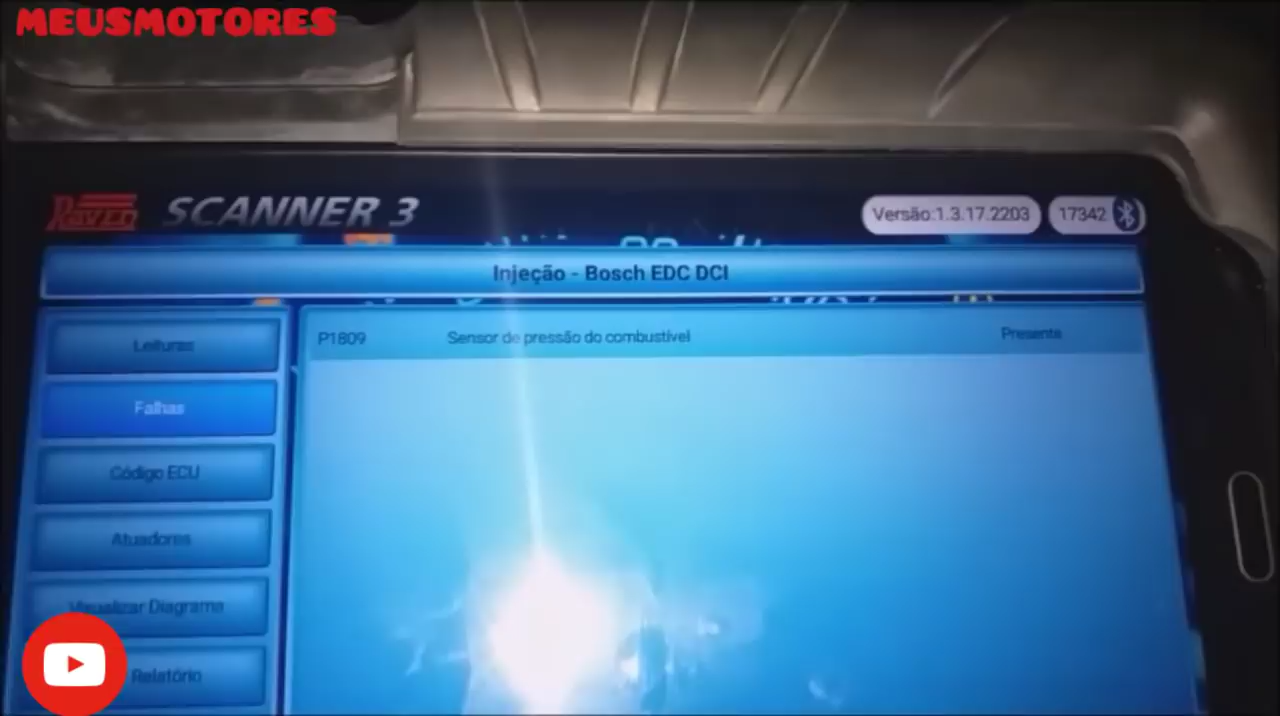 MEUSMOTORES
RAVEN SCANNER 3
Versão:1.3.17.2203 17342
Injeção - Bosch EDC DCI
Leituras
P1809 Sensor de pressão do combustível Presente
Falhas
Código ECU
Atuadores
Visualizar Diagrama
Relatório